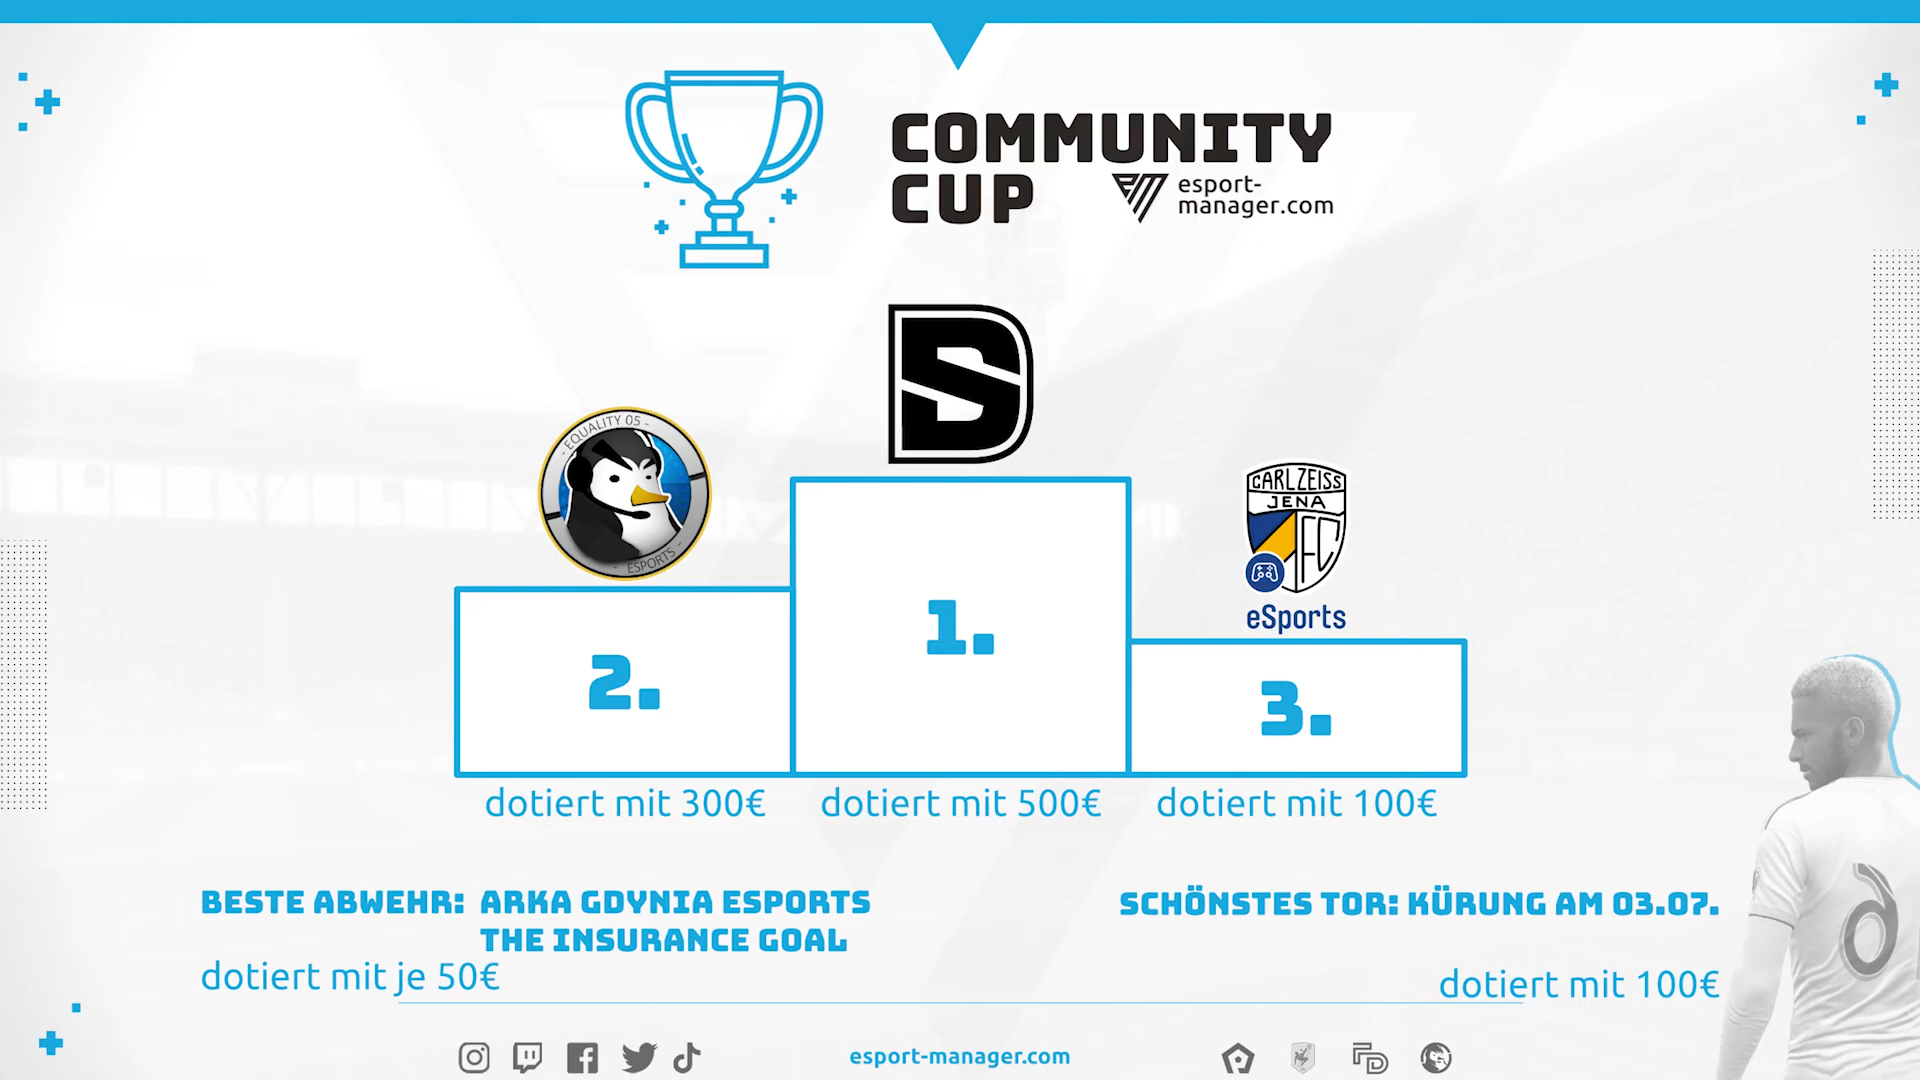 COMMUNITY
CUP
esport-
manager.com
- EQUALITY 05 -
- ESPORTS -
CARL ZEISS
JENA
FC
eSports
1.
2.
3.
dotiert mit 300€
dotiert mit 500€
dotiert mit 100€
BESTE ABWEHR: ARKA GDYNIA ESPORTS
THE INSURANCE GOAL
dotiert mit je 50€
SCHÖNSTES TOR: KÜRUNG AM 03.07.
dotiert mit 100€
6
esport-manager.com